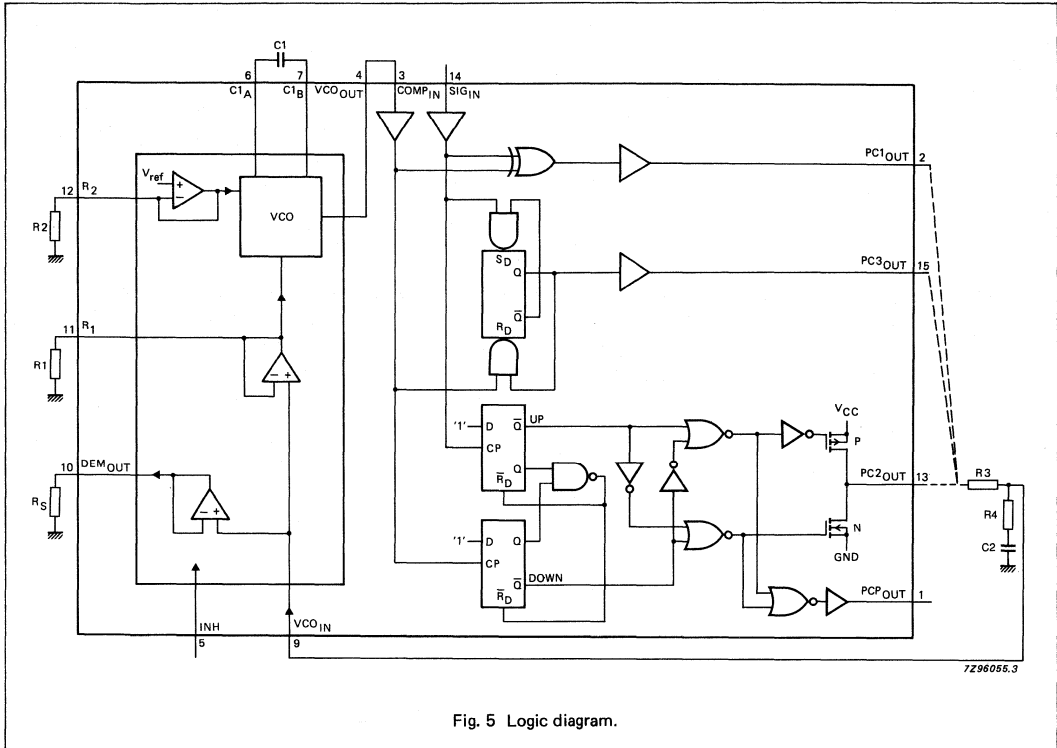 C1
6 7 4 3 14
C1A C1B VCOOUT COMPIN SIGIN
PC1OUT 2
Vref
+
−
12 R2
R2
VCO
SD
Q
Q̅
RD
PC3OUT 15
11 R1
R1
− +
'1' D Q̅ UP
CP
Q
R̅D
VCC
P
PC2OUT 13
R3
R4
C2
N
GND
10 DEMOUT
RS
− +
'1' D Q
CP
Q̅ DOWN
R̅D
PCPOUT 1
INH
5
VCOIN
9
7Z96055.3
Fig. 5 Logic diagram.